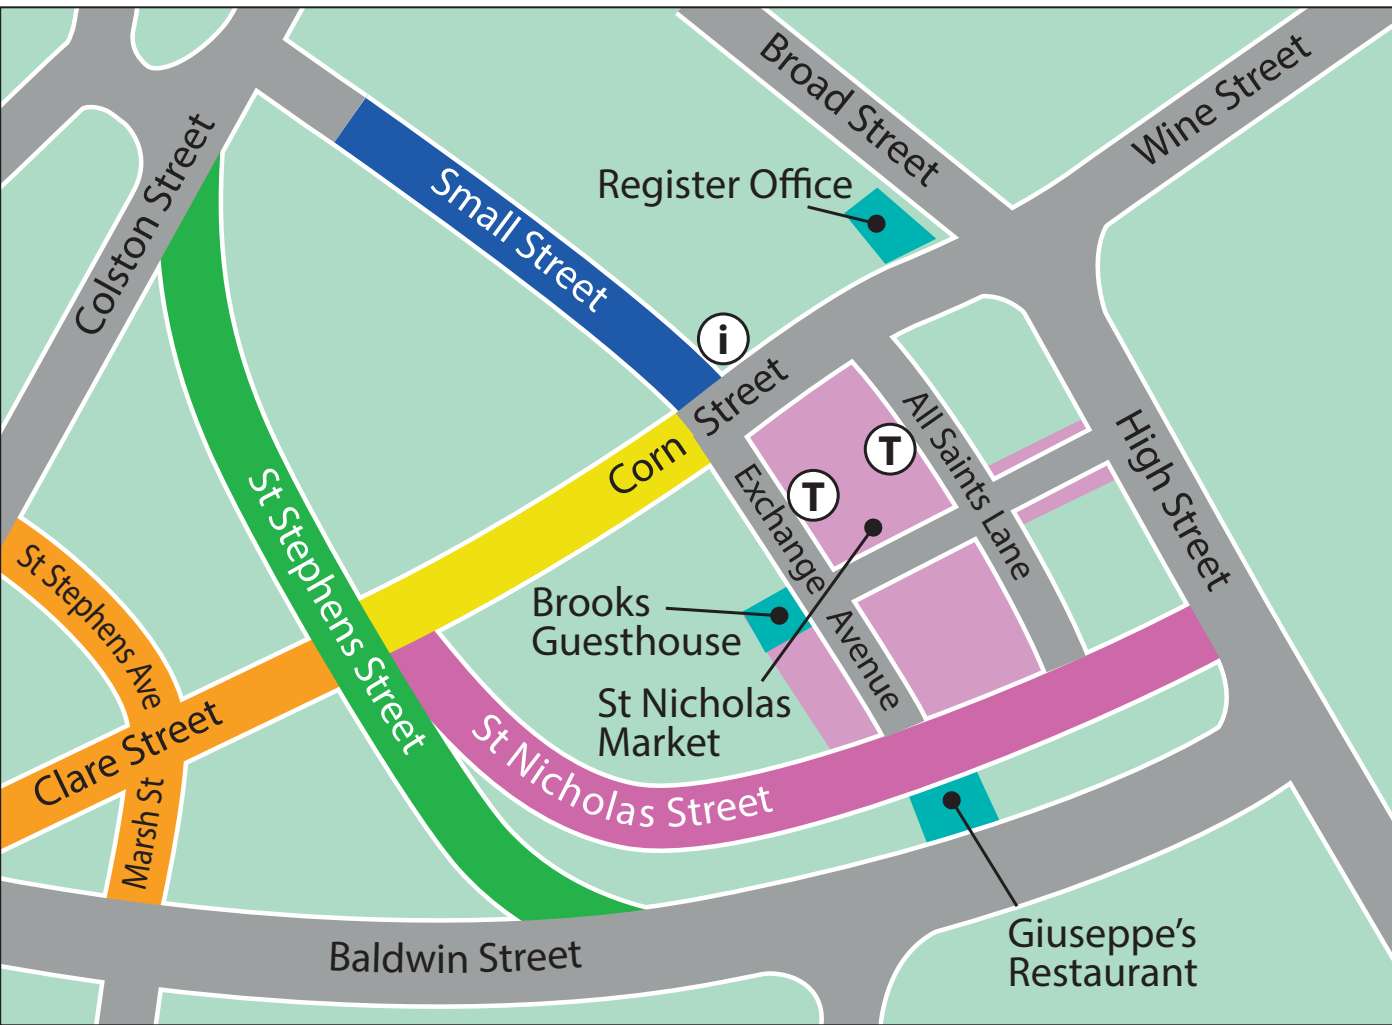 Broad Street
Wine Street
Colston Street
Register Office
Small Street
i
Corn Street
T
T
All Saints Lane
High Street
Exchange Avenue
St Stephens Street
St Stephens Ave
Brooks
Guesthouse
St Nicholas
Market
Clare Street
St Nicholas Street
Marsh St
Baldwin Street
Giuseppe’s
Restaurant